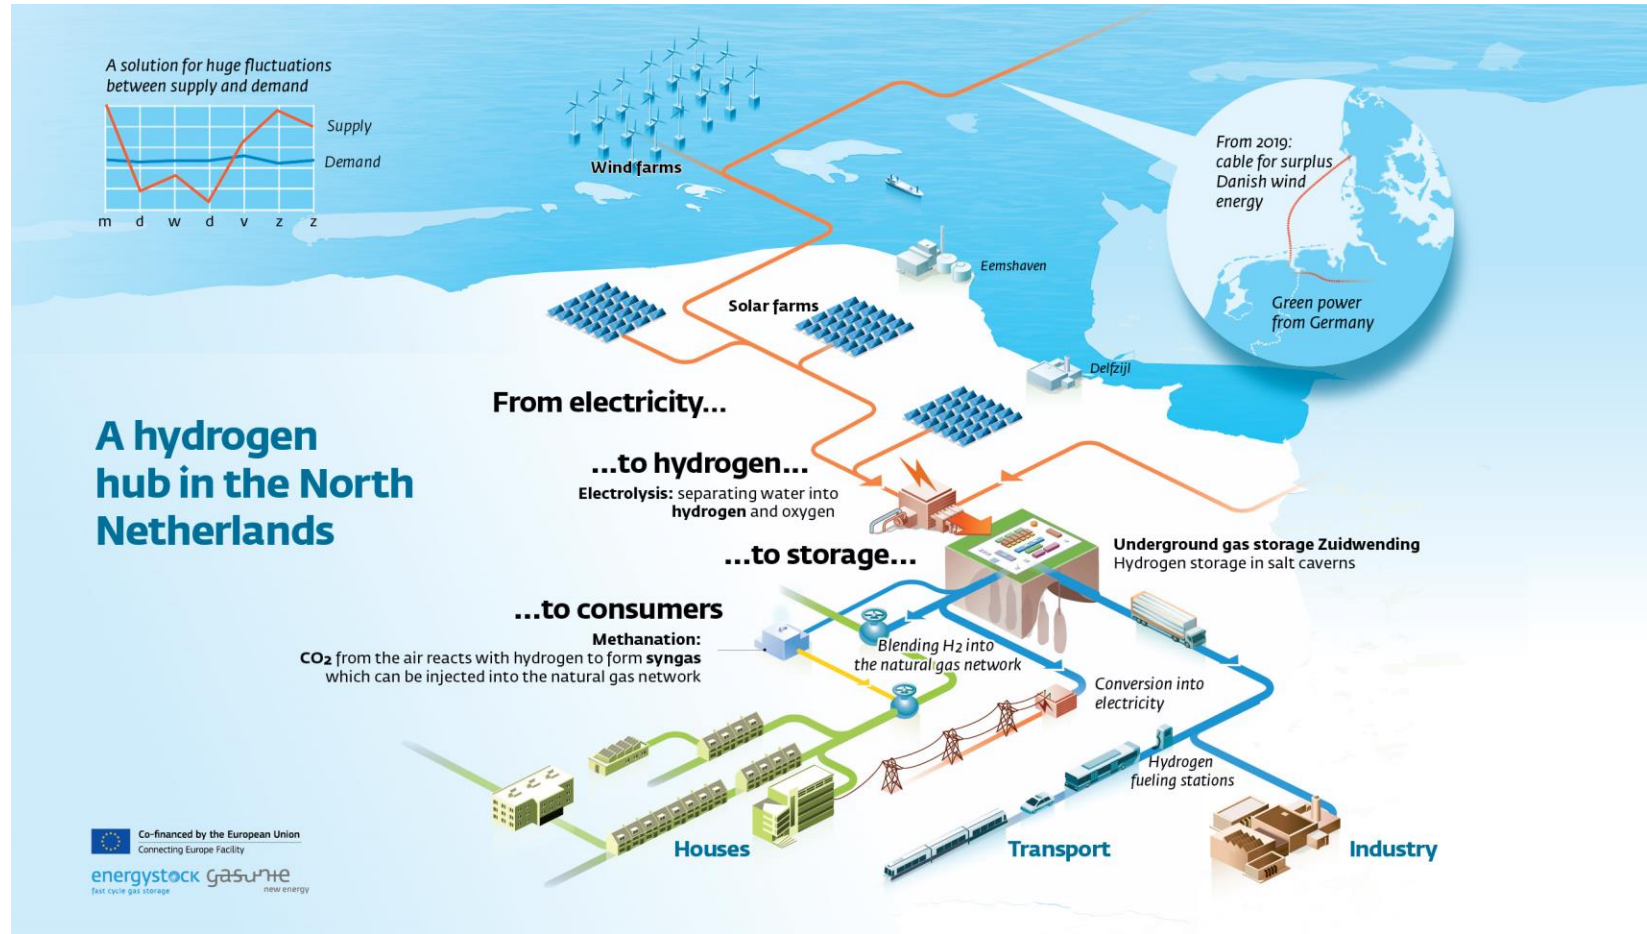 A solution for huge fluctuations
between supply and demand
Supply
Demand
m d w d v z z
Wind farms
From 2019:
cable for surplus
Danish wind
energy
Green power
from Germany
Eemshaven
Solar farms
Delfzijl
From electricity...
A hydrogen
hub in the North
Netherlands
...to hydrogen...
Electrolysis: separating water into
hydrogen and oxygen
...to storage...
Underground gas storage Zuidwending
Hydrogen storage in salt caverns
...to consumers
Methanation:
CO₂ from the air reacts with hydrogen to form syngas
which can be injected into the natural gas network
Blending H₂ into
the natural gas network
Conversion into
electricity
Hydrogen
fueling stations
Houses
Transport
Industry
Co-financed by the European Union
Connecting Europe Facility
energystock
fast cycle gas storage
gasunie
new energy